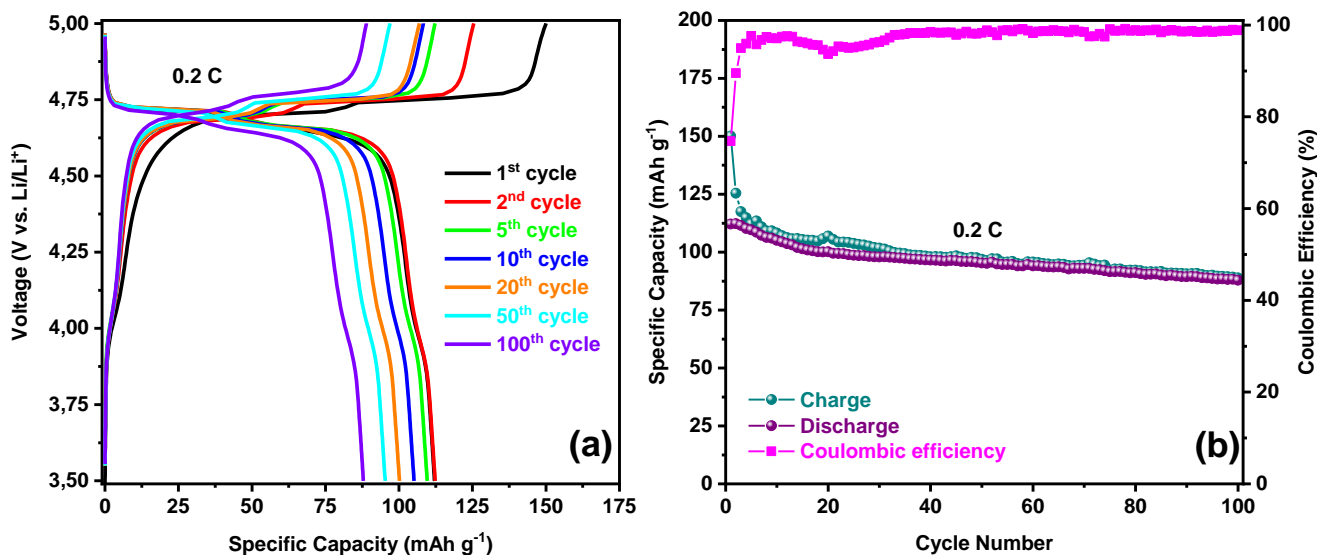 5,00
4,75
4,50
4,25
4,00
3,75
3,50
Voltage (V vs. Li/Li⁺)
0.2 C
1ˢᵗ cycle
2ⁿᵈ cycle
5ᵗʰ cycle
10ᵗʰ cycle
20ᵗʰ cycle
50ᵗʰ cycle
100ᵗʰ cycle
(a)
0 25 50 75 100 125 150 175
Specific Capacity (mAh g⁻¹)
200
175
150
125
100
75
50
25
0
Specific Capacity (mAh g⁻¹)
0.2 C
Charge
Discharge
Coulombic efficiency
(b)
0 20 40 60 80 100
Cycle Number
100
80
60
40
20
0
Coulombic Efficiency (%)